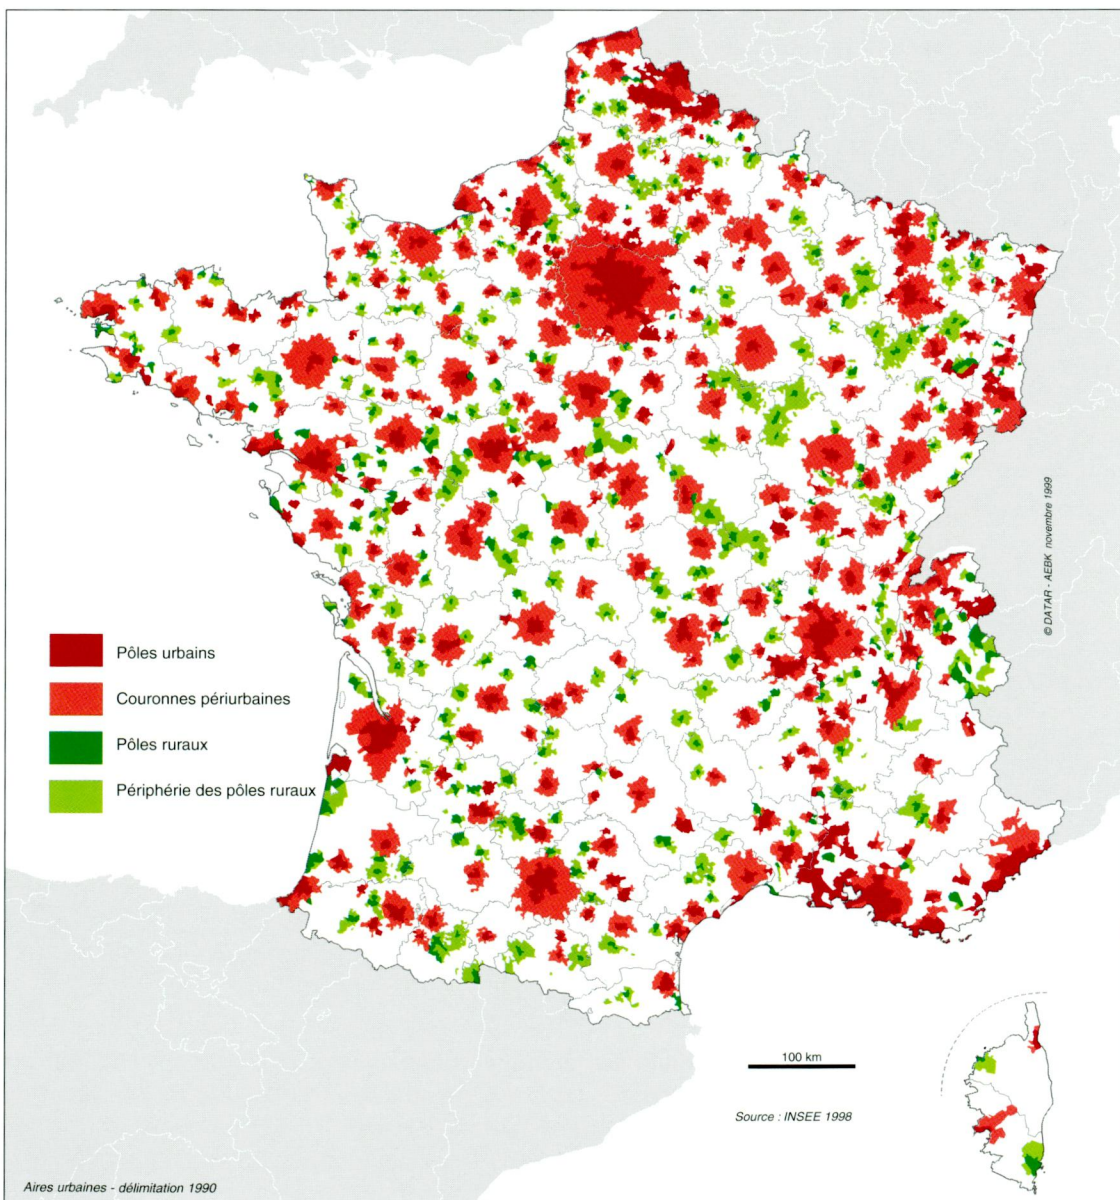 Pôles urbains
Couronnes périurbaines
Pôles ruraux
Périphérie des pôles ruraux
© DATAR - AEBK novembre 1999
100 km
Source : INSEE 1998
Aires urbaines - délimitation 1990